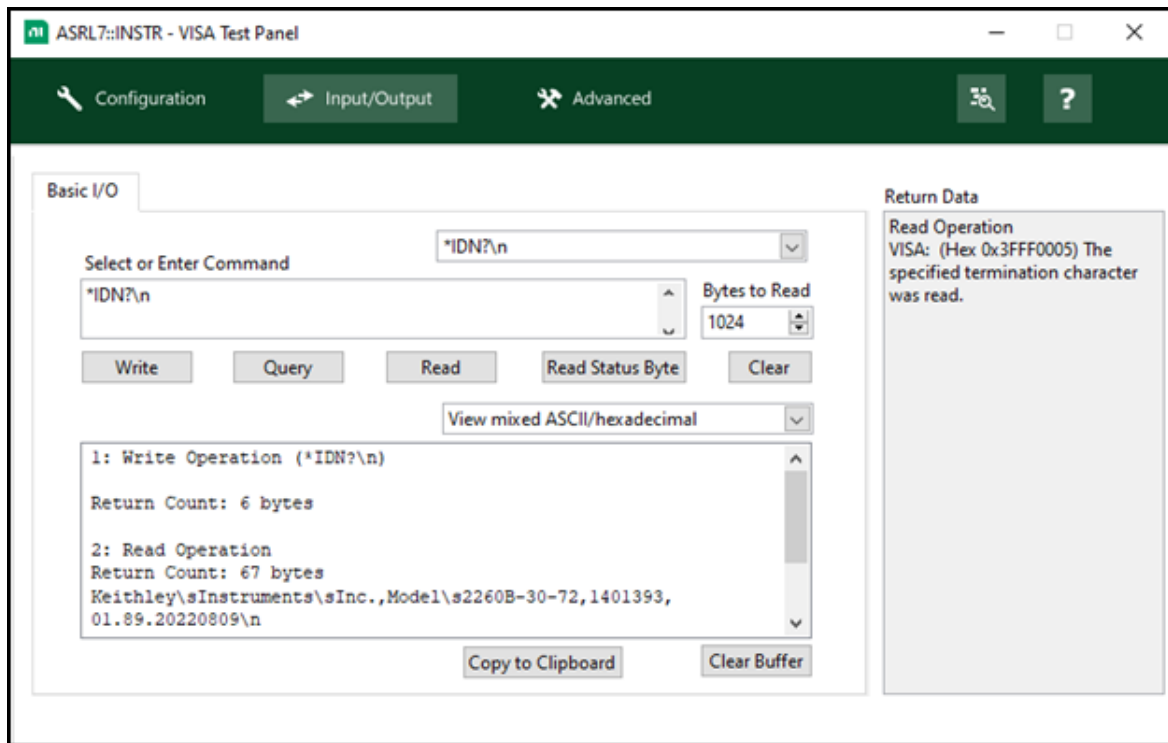 ASRL7::INSTR - VISA Test Panel
Configuration
Input/Output
Advanced
?
Basic I/O
*IDN?\n
Select or Enter Command
*IDN?\n
Bytes to Read
1024
Write
Query
Read
Read Status Byte
Clear
View mixed ASCII/hexadecimal
1: Write Operation (*IDN?\n)
Return Count: 6 bytes
2: Read Operation
Return Count: 67 bytes
Keithley\sInstruments\sInc.,Model\s2260B-30-72,1401393,
01.89.20220809\n
Copy to Clipboard
Clear Buffer
Return Data
Read Operation
VISA: (Hex 0x3FFF0005) The
specified termination character
was read.